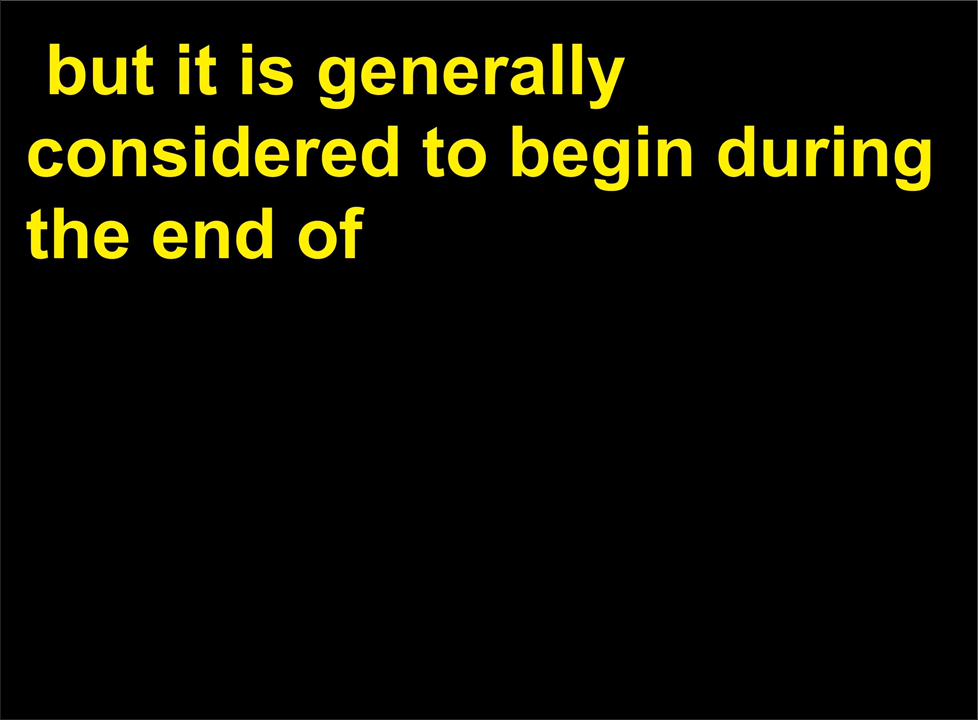 but it is generally
considered to begin during
the end of